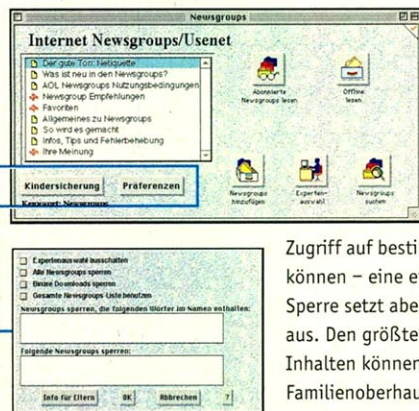 Newsgroups
Internet Newsgroups/Usenet
Der gute Ton: Netiquette
Was ist neu in den Newsgroups?
AOL Newsgroups Nutzungsbedingungen
Newsgroup Empfehlungen
Favoriten
Allgemeines zu Newsgroups
So wird es gemacht
Infos, Tips und Fehlerbehebung
Ihre Meinung
Abonnierte
Newsgroups lesen
Offline
lesen
Kindersicherung
Präferenzen
Newsgroups
hinzufügen
Experten-
auswahl
Newsgroups
suchen
Kennwort: Newsgroups
Expertenauswahl ausschalten
Alle Newsgroups sperren
Binäre Downloads sperren
Gesamte Newsgroups-Liste benutzen
Newsgroups sperren, die folgenden Wörter im Namen enthalten:
Folgende Newsgroups sperren:
Info für Eltern
OK
Abbrechen
?
Zugriff auf besti
können – eine e
Sperre setzt abe
aus. Den größte
Inhalten können
Familienoberhau